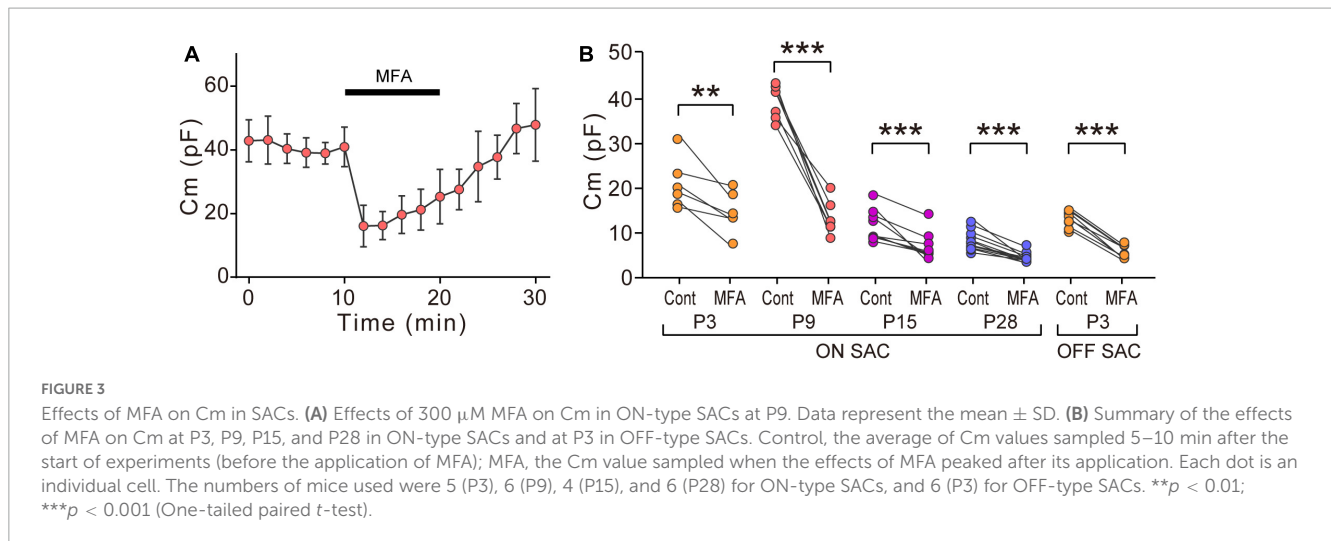 A
B
MFA
Cm (pF)
60
40
20
0
0 10 20 30
Time (min)
Cm (pF)
50
40
30
20
10
0
** *** *** *** ***
Cont MFA Cont MFA Cont MFA Cont MFA Cont MFA
P3 P9 P15 P28 P3
ON SAC OFF SAC
FIGURE 3
Effects of MFA on Cm in SACs. (A) Effects of 300 μM MFA on Cm in ON-type SACs at P9. Data represent the mean ± SD. (B) Summary of the effects
of MFA on Cm at P3, P9, P15, and P28 in ON-type SACs and at P3 in OFF-type SACs. Control, the average of Cm values sampled 5–10 min after the
start of experiments (before the application of MFA); MFA, the Cm value sampled when the effects of MFA peaked after its application. Each dot is an
individual cell. The numbers of mice used were 5 (P3), 6 (P9), 4 (P15), and 6 (P28) for ON-type SACs, and 6 (P3) for OFF-type SACs. **p < 0.01;
***p < 0.001 (One-tailed paired t-test).